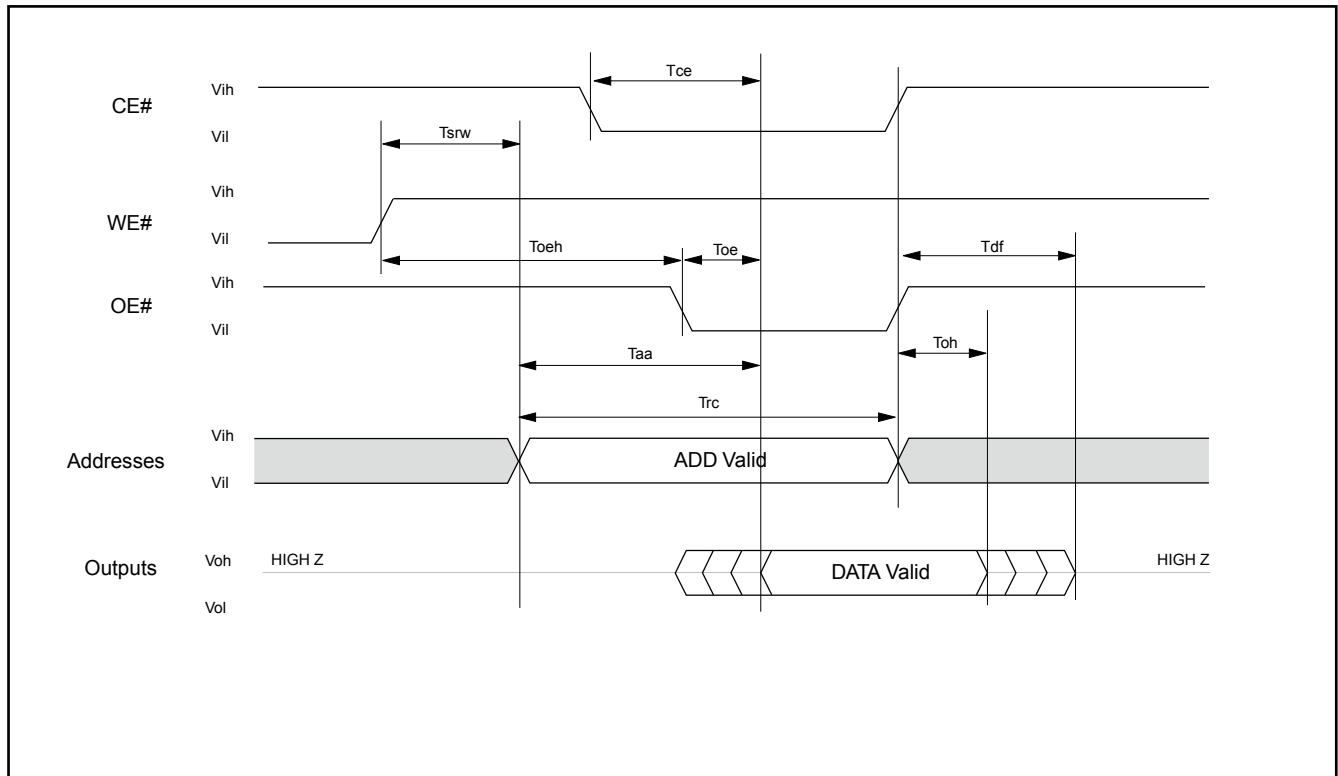 Tce
Vih
CE#
Vil
Tsrw
Vih
WE#
Vil
Toeh
Toe
Tdf
Vih
OE#
Vil
Toh
Taa
Trc
Vih
Addresses
ADD Valid
Vil
Voh
HIGH Z
HIGH Z
Outputs
DATA Valid
Vol